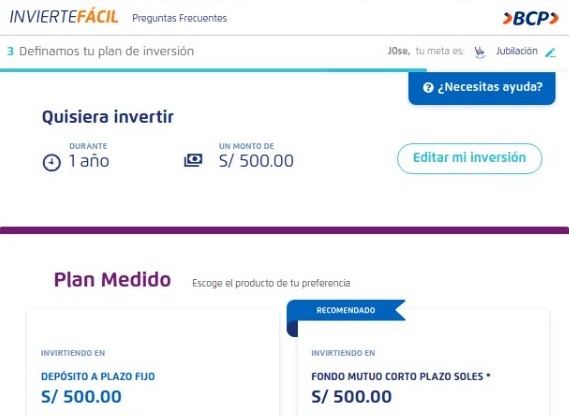 INVIERTEFÁCIL Preguntas Frecuentes >BCP>
3 Definamos tu plan de inversión J0se, tu meta es: Jubilación
? ¿Necesitas ayuda?
Quisiera invertir
DURANTE UN MONTO DE
1 año S/ 500.00 Editar mi inversión
Plan Medido Escoge el producto de tu preferencia
RECOMENDADO
INVIRTIENDO EN INVIRTIENDO EN
DEPÓSITO A PLAZO FIJO FONDO MUTUO CORTO PLAZO SOLES *
S/ 500.00 S/ 500.00